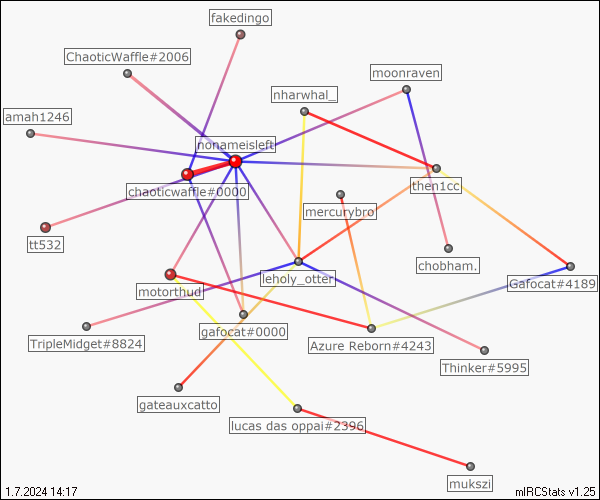 fakedingo
ChaoticWaffle#2006
moonraven
nharwhal_
amah1246
nonameisleft
chaoticwaffle#0000
then1cc
mercurybro
tt532
chobham.
leholy_otter
Gafocat#4189
motorthud
gafocat#0000
TripleMidget#8824
Azure Reborn#4243
Thinker#5995
gateauxcatto
lucas das oppai#2396
mukszi
1.7.2024 14:17
mIRCStats v1.25